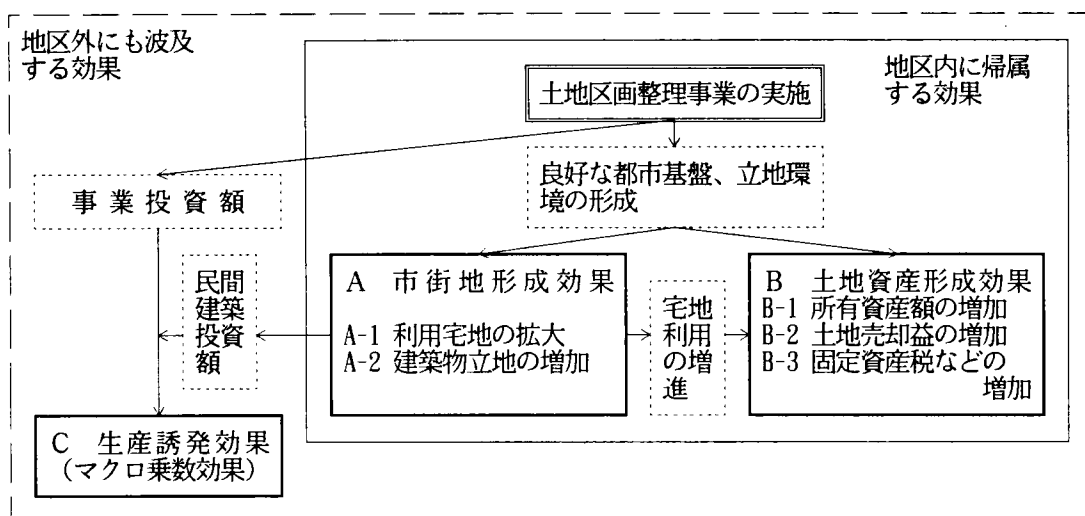 地区外にも波及
する効果
地区内に帰属
する効果
土地区画整理事業の実施
良好な都市基盤、立地環
境の形成
事業投資額
民間
建築
投資
額
A 市街地形成効果
A-1 利用宅地の拡大
A-2 建築物立地の増加
宅地
利用
の増
進
B 土地資産形成効果
B-1 所有資産額の増加
B-2 土地売却益の増加
B-3 固定資産税などの
増加
C 生産誘発効果
（マクロ乗数効果）